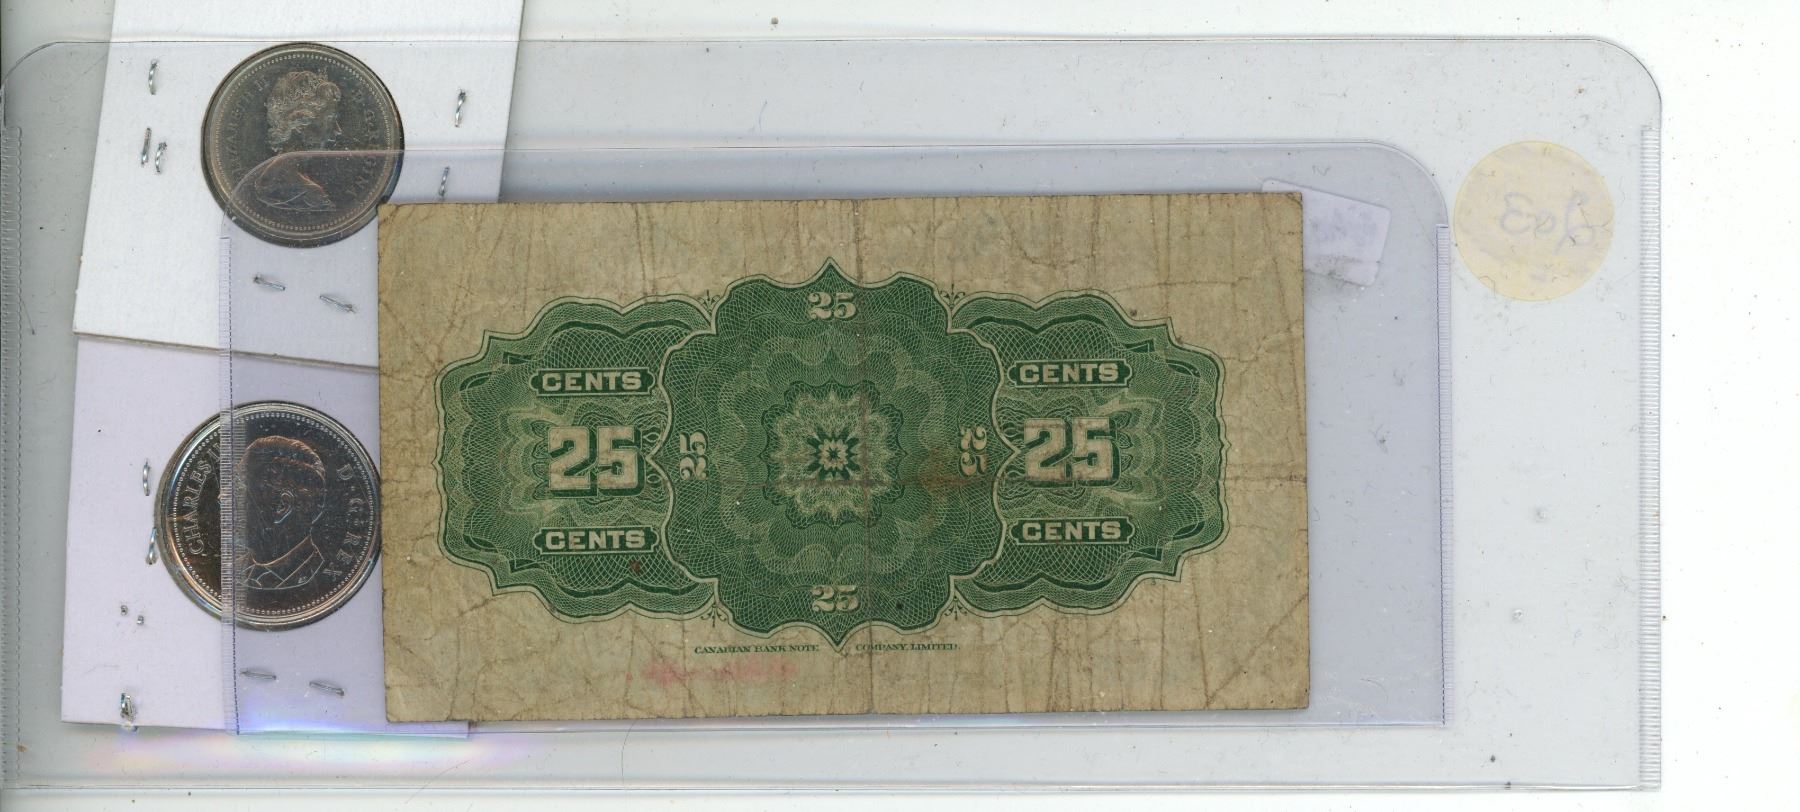 ELIZABETH II D·G·REGINA
CHARLES III D·G·REX
25
CENTS CENTS
25 25 25 25
CENTS CENTS
25
CANADIAN BANK NOTE COMPANY, LIMITED.